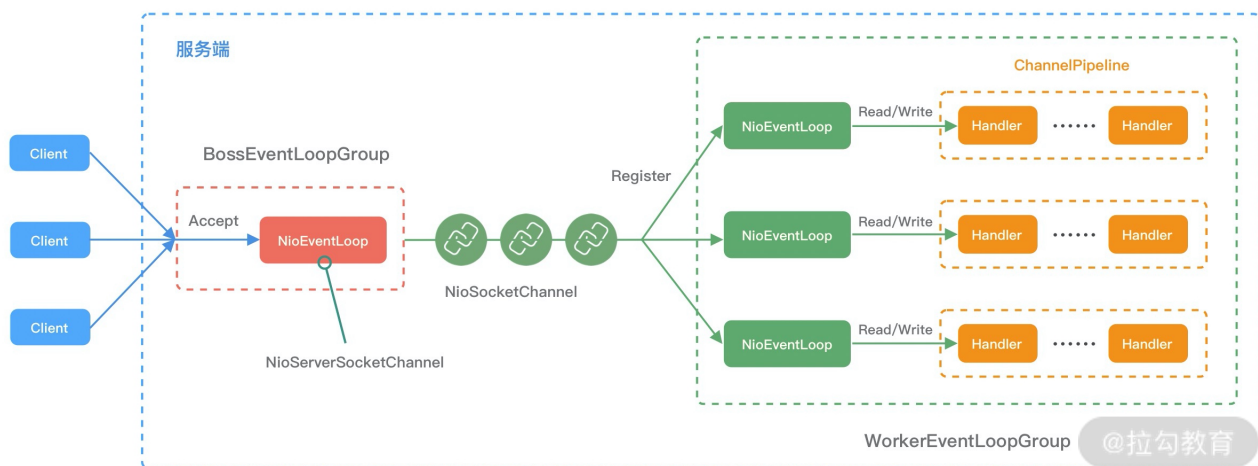 服务端
ChannelPipeline
NioEventLoop
Read/Write
Handler
······
Handler
Client
BossEventLoopGroup
Register
Accept
Client
NioEventLoop
NioEventLoop
Read/Write
Handler
······
Handler
NioSocketChannel
Client
NioEventLoop
Read/Write
Handler
······
Handler
NioServerSocketChannel
WorkerEventLoopGroup
@拉勾教育